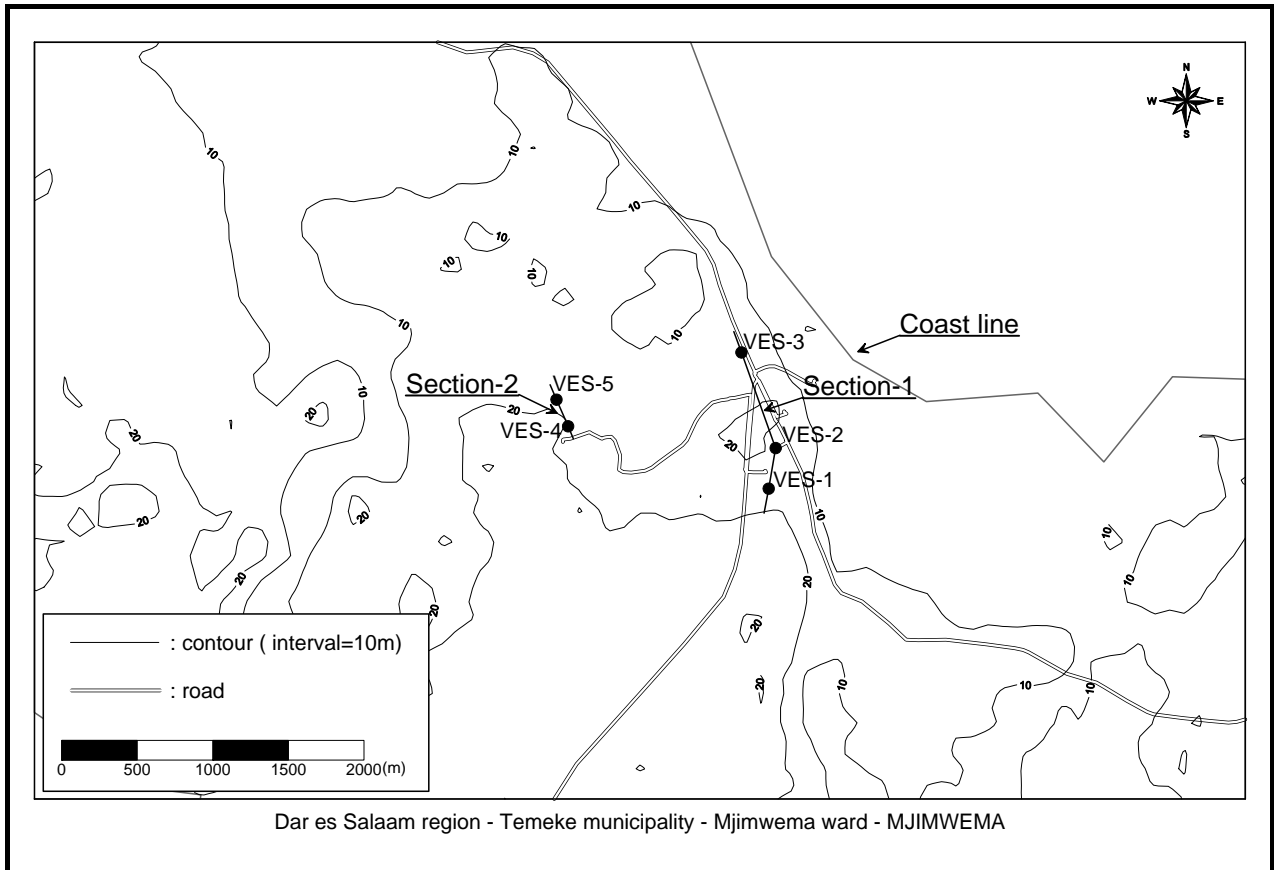 N
W E
S
10
10
10
10
10
10
10
Coast line
10
VES-3
10
Section-2
VES-5
Section-1
10
20
20
VES-4
20
VES-2
20
VES-1
20
20
10
10
20
10
20
20
20
20
10
10
10
: contour ( interval=10m)
: road
0 500 1000 1500 2000(m)
Dar es Salaam region - Temeke municipality - Mjimwema ward - MJIMWEMA